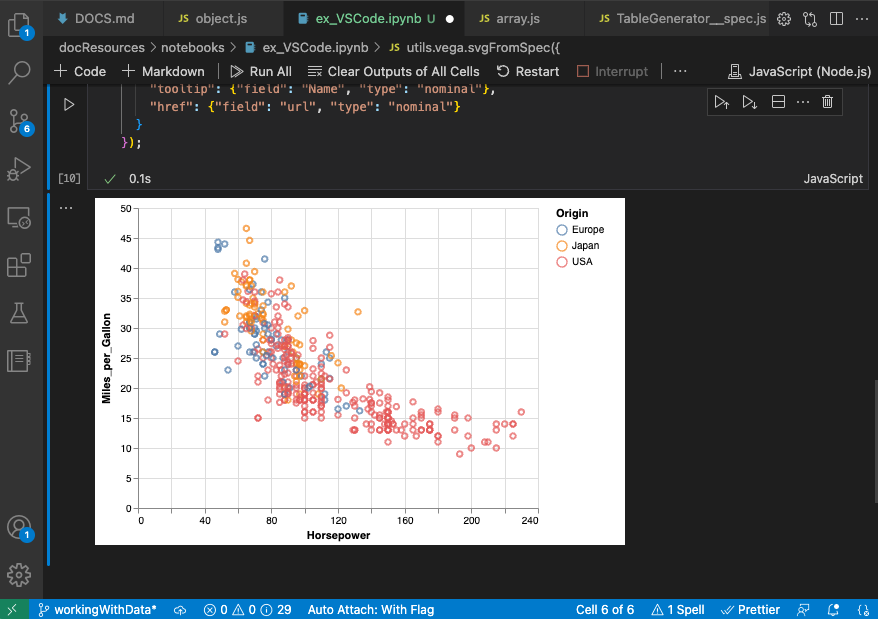 DOCS.md JS object.js ex_VSCode.ipynb U JS array.js JS TableGenerator__spec.js
1
docResources > notebooks > ex_VSCode.ipynb > JS utils.vega.svgFromSpec({
+ Code + Markdown Run All Clear Outputs of All Cells Restart Interrupt ... JavaScript (Node.js)
"tooltip": {"field": "Name", "type": "nominal"},
"href": {"field": "url", "type": "nominal"}
}
});
6
[10] 0.1s JavaScript
...
50
45
40
35
30
25
20
15
10
5
0
Miles_per_Gallon
0 40 80 120 160 200 240
Horsepower
Origin
Europe
Japan
USA
1
workingWithData* 0 0 29 Auto Attach: With Flag Cell 6 of 6 1 Spell Prettier